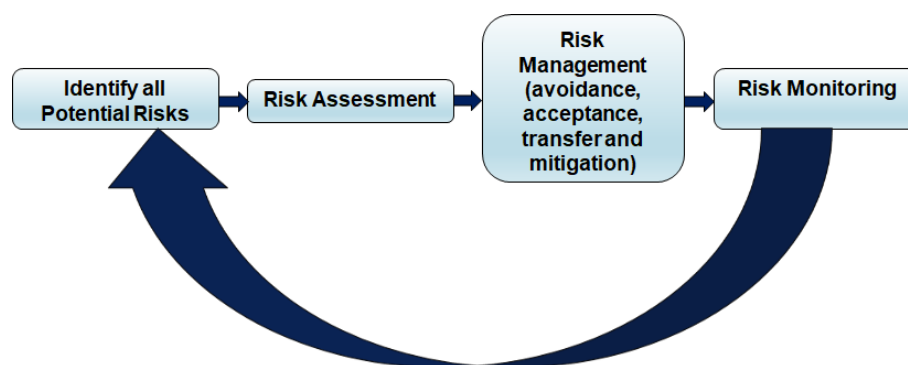 Identify all
Potential Risks
Risk Assessment
Risk
Management
(avoidance,
acceptance,
transfer and
mitigation)
Risk Monitoring